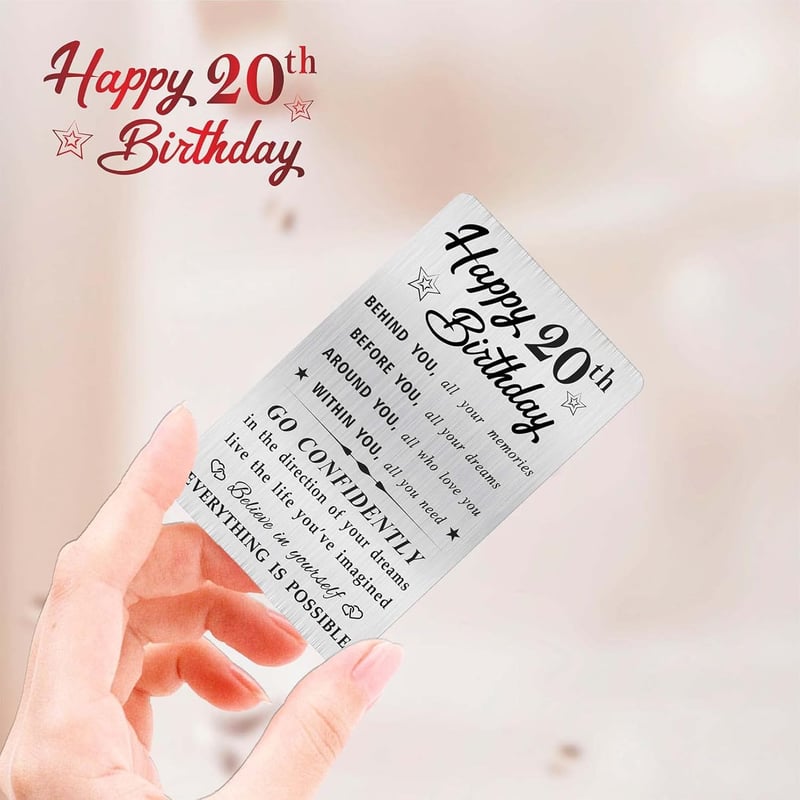 Happy 20th
Birthday
Happy 20th
Birthday
BEHIND YOU, all your memories
BEFORE YOU, all your dreams
AROUND YOU, all who love you
WITHIN YOU, all you need
GO CONFIDENTLY
in the direction of your dreams
live the life you've imagined
Believe in yourself
EVERYTHING IS POSSIBLE